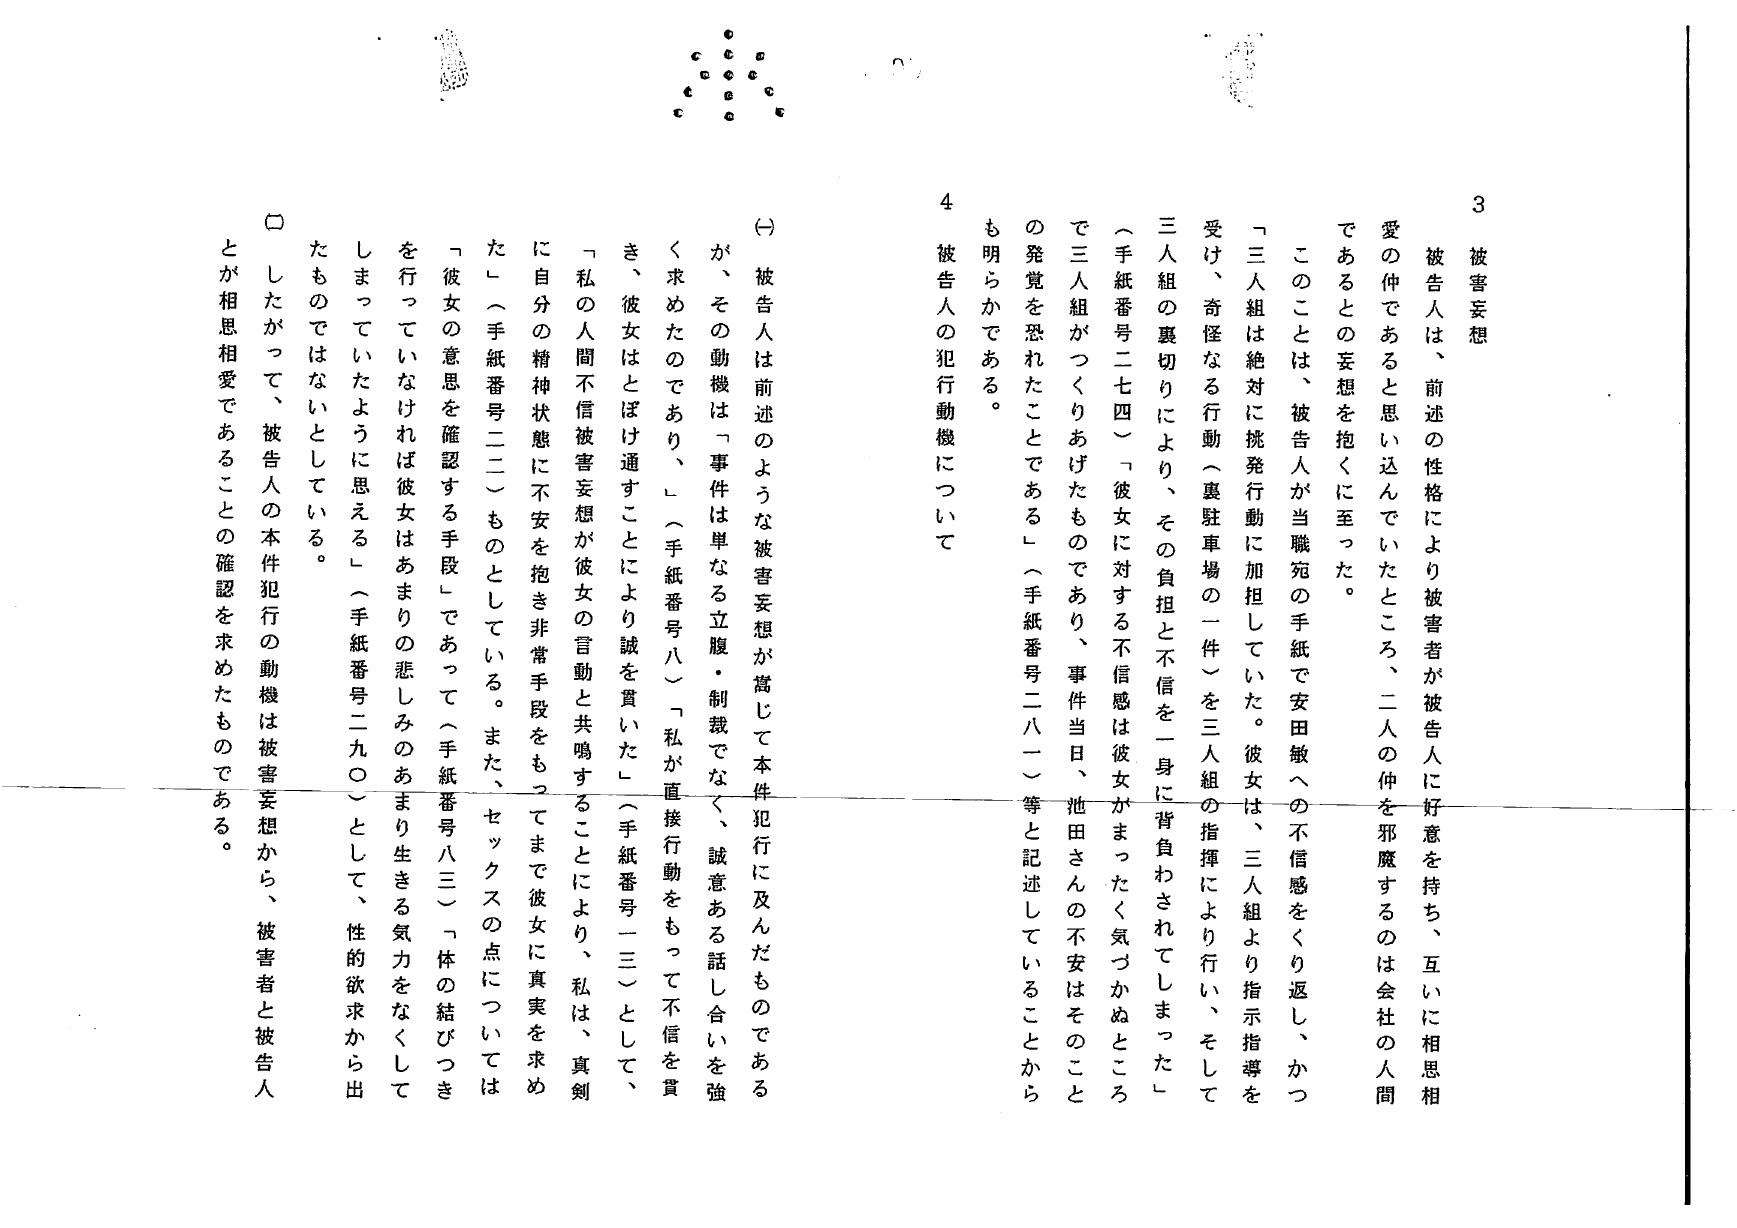 3　被害妄想
被告人は、前述の性格により被害者が被告人に好意を持ち、互いに相思相
愛の仲であると思い込んでいたところ、二人の仲を邪魔するのは会社の人間
であるとの妄想を抱くに至った。
このことは、被告人が当職宛の手紙で安田敏への不信感をくり返し、かつ
「三人組は絶対に挑発行動に加担していた。彼女は、三人組より指示指導を
受け、奇怪なる行動（裏駐車場の一件）を三人組の指揮により行い、そして
三人組の裏切りにより、その負担と不信を一身に背負わされてしまった」
（手紙番号二七四）「彼女に対する不信感は彼女がまったく気づかぬところ
で三人組がつくりあげたものであり、事件当日、池田さんの不安はそのこと
の発覚を恐れたことである」（手紙番号二八一）等と記述していることから
も明らかである。
4　被告人の犯行動機について
㈠　被告人は前述のような被害妄想が嵩じて本件犯行に及んだものである
が、その動機は「事件は単なる立腹・制裁でなく、誠意ある話し合いを強
く求めたのであり、」（手紙番号八）「私が直接行動をもって不信を貫
き、彼女はとぼけ通すことにより誠を貫いた」（手紙番号一三）として、
「私の人間不信被害妄想が彼女の言動と共鳴することにより、私は、真剣
に自分の精神状態に不安を抱き非常手段をもってまで彼女に真実を求め
た」（手紙番号二二）ものとしている。また、セックスの点については
「彼女の意思を確認する手段」であって（手紙番号八三）「体の結びつき
を行っていなければ彼女はあまりの悲しみのあまり生きる気力をなくして
しまっていたように思える」（手紙番号二九〇）として、性的欲求から出
たものではないとしている。
㈡　したがって、被告人の本件犯行の動機は被害妄想から、被害者と被告人
とが相思相愛であることの確認を求めたものである。